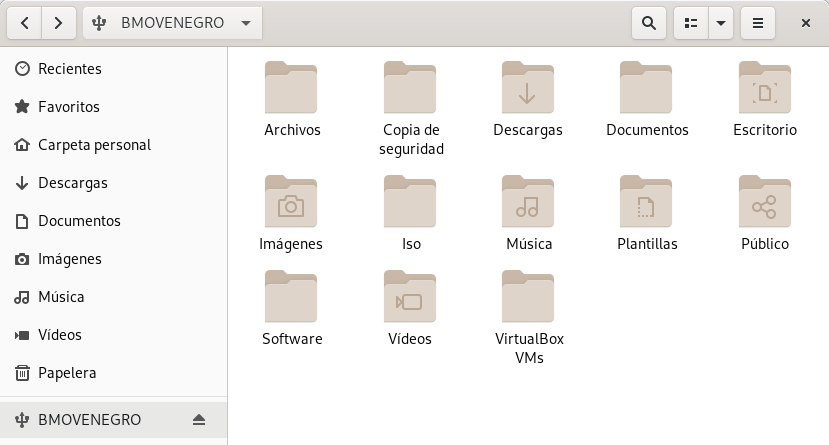 BMOVENEGRO
Recientes
Favoritos
Carpeta personal
Descargas
Documentos
Imágenes
Música
Vídeos
Papelera
BMOVENEGRO
Archivos
Copia de
seguridad
Descargas
Documentos
Escritorio
Imágenes
Iso
Música
Plantillas
Público
Software
Vídeos
VirtualBox
VMs